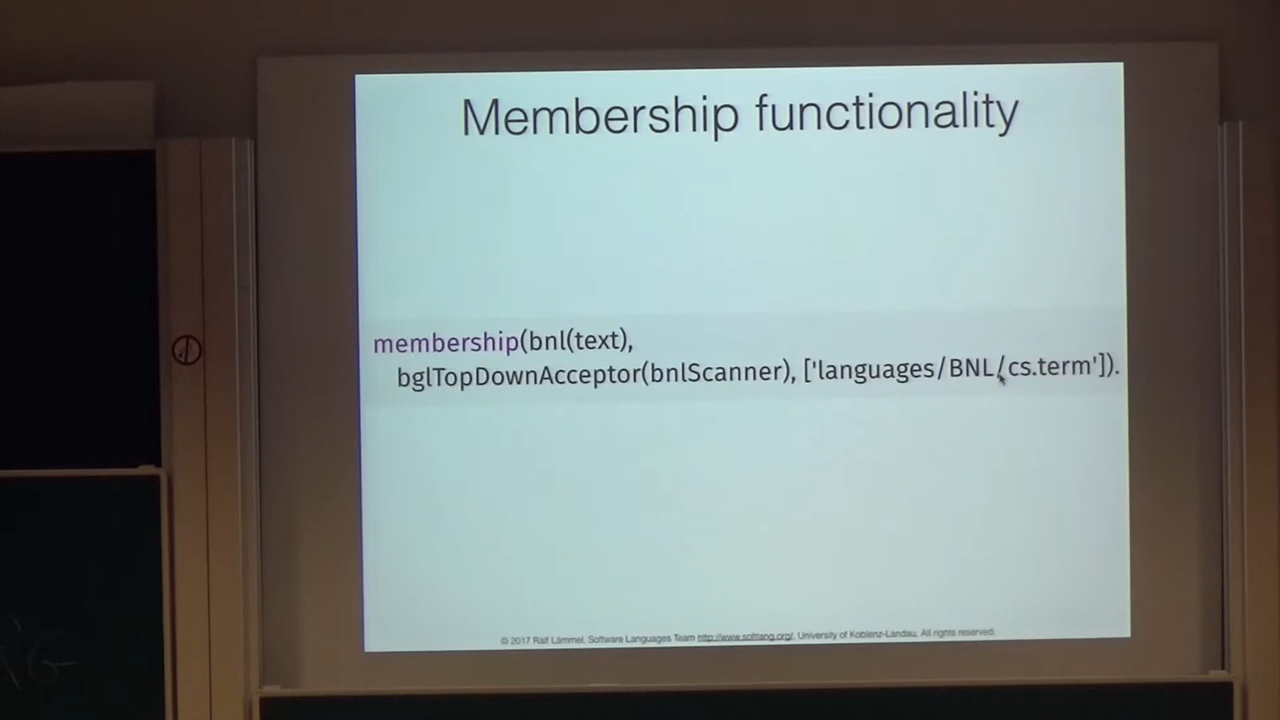 Membership functionality
membership(bnl(text),
bglTopDownAcceptor(bnlScanner), ['languages/BNL/cs.term']).
© 2017 Ralf Lämmel, Software Languages Team http://www.softlang.org/, University of Koblenz-Landau. All rights reserved.